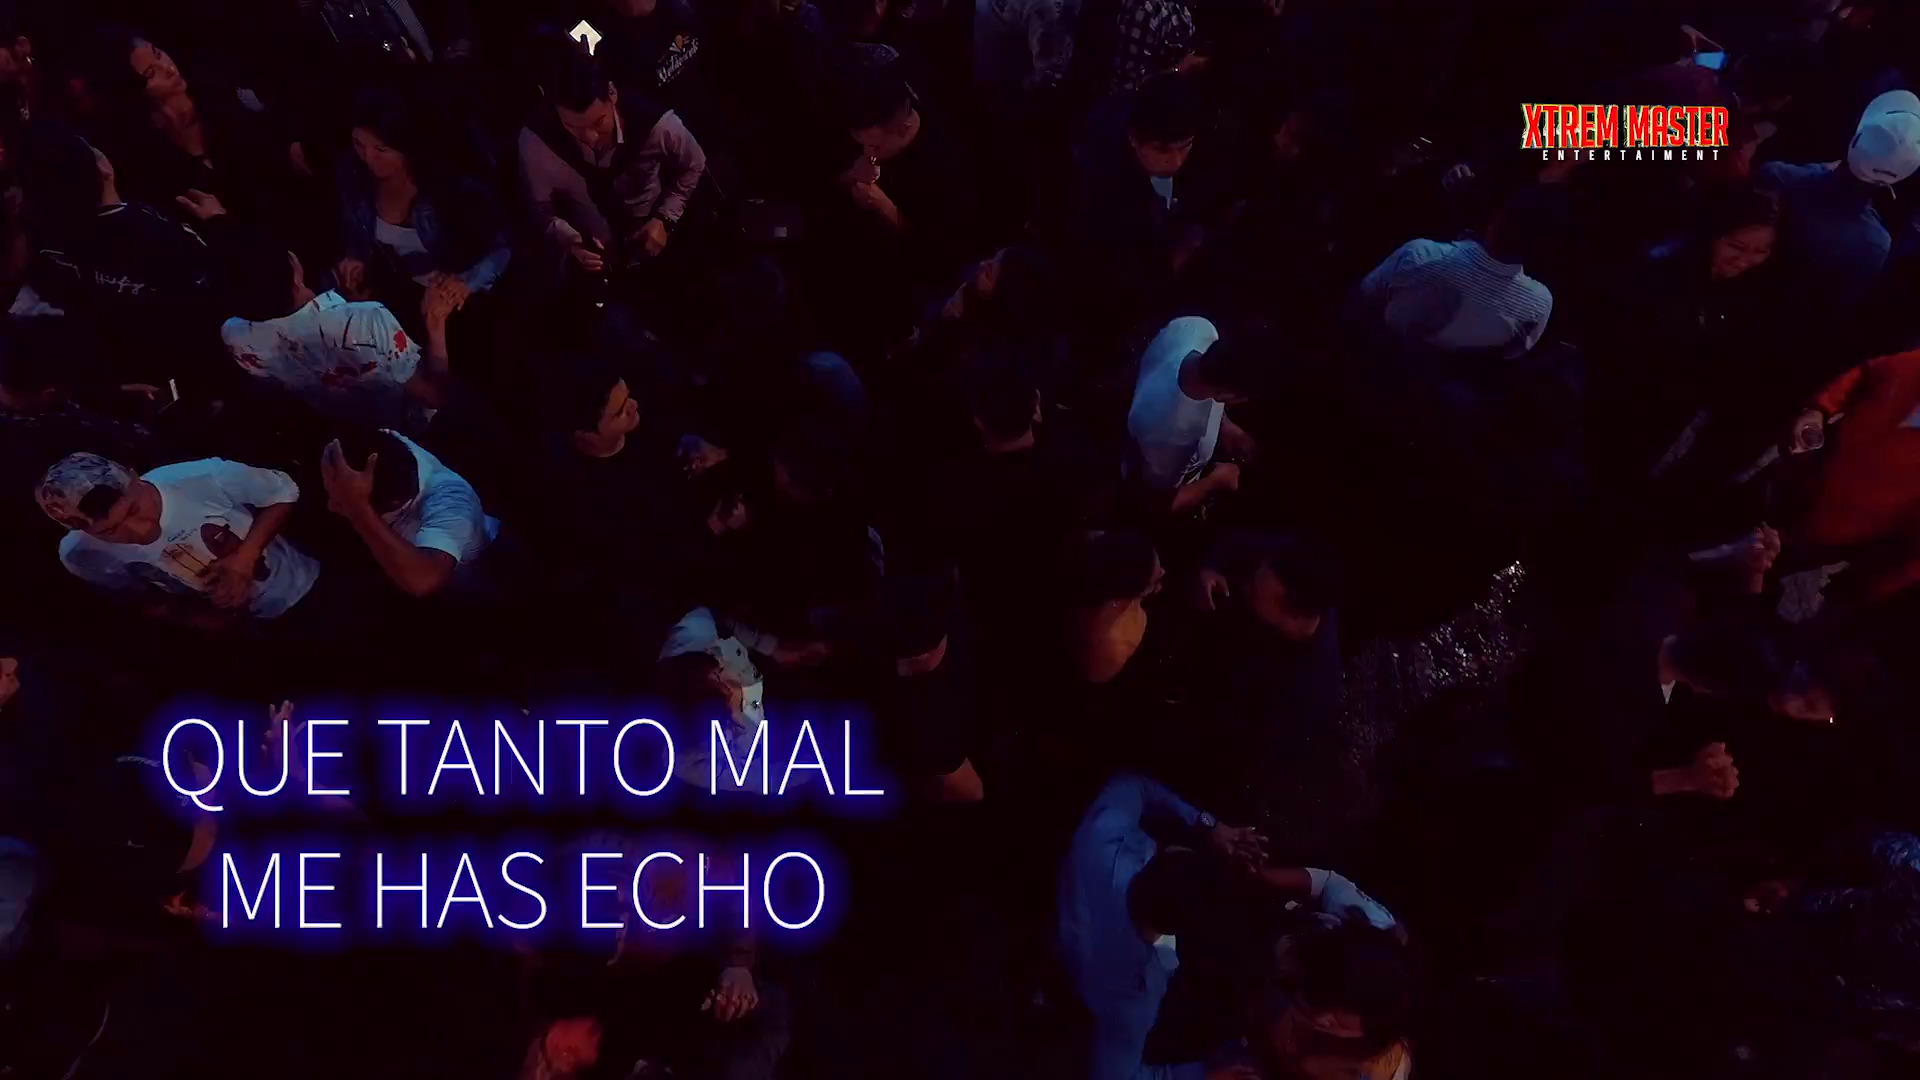 XTREM MASTER
ENTERTAIMENT
QUE TANTO MAL
ME HAS ECHO